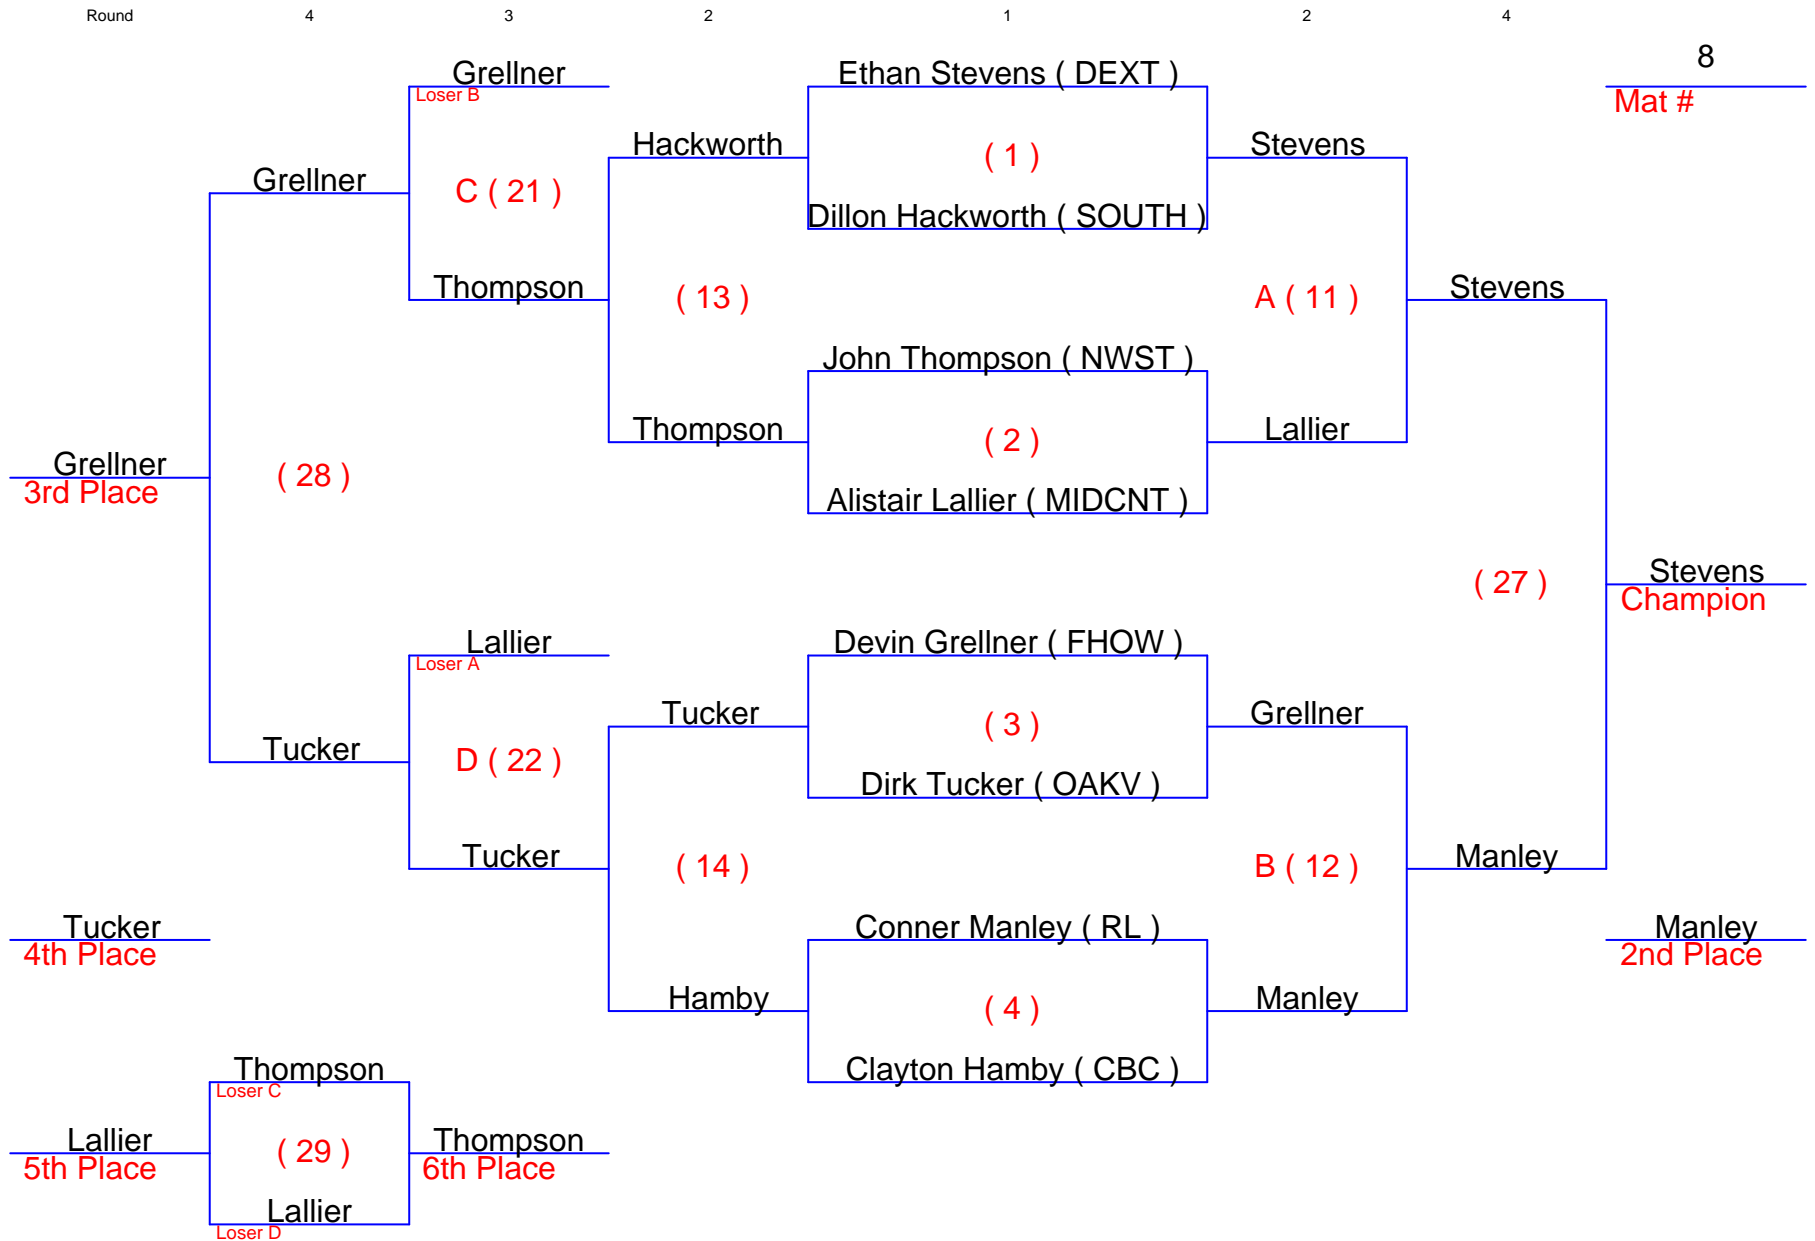 Round 4 3 2 1 2 4
8
Mat #
Grellner
Loser B
Ethan Stevens ( DEXT )
Hackworth
( 1 )
Stevens
Grellner
C ( 21 )
Dillon Hackworth ( SOUTH )
Thompson
( 13 )
A ( 11 )
Stevens
John Thompson ( NWST )
Thompson
( 2 )
Lallier
Grellner
3rd Place
( 28 )
Alistair Lallier ( MIDCNT )
( 27 )
Stevens
Champion
Lallier
Loser A
Devin Grellner ( FHOW )
Tucker
( 3 )
Grellner
Tucker
D ( 22 )
Dirk Tucker ( OAKV )
Tucker
( 14 )
B ( 12 )
Manley
Tucker
4th Place
Conner Manley ( RL )
Manley
2nd Place
Hamby
( 4 )
Manley
Thompson
Loser C
Clayton Hamby ( CBC )
Lallier
5th Place
( 29 )
Thompson
6th Place
Lallier
Loser D